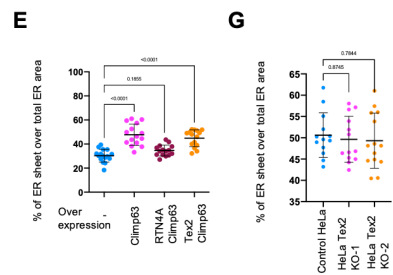 E
% of ER sheet over total ER area
100
80
60
40
20
0
<0.0001
0.1855
<0.0001
Over
expression
-
Climp63
RTN4A
Climp63
Tex2
Climp63
G
% of ER sheet over total ER area
65
60
55
50
45
40
35
0.7844
0.8745
Control HeLa
HeLa Tex2
KO-1
HeLa Tex2
KO-2